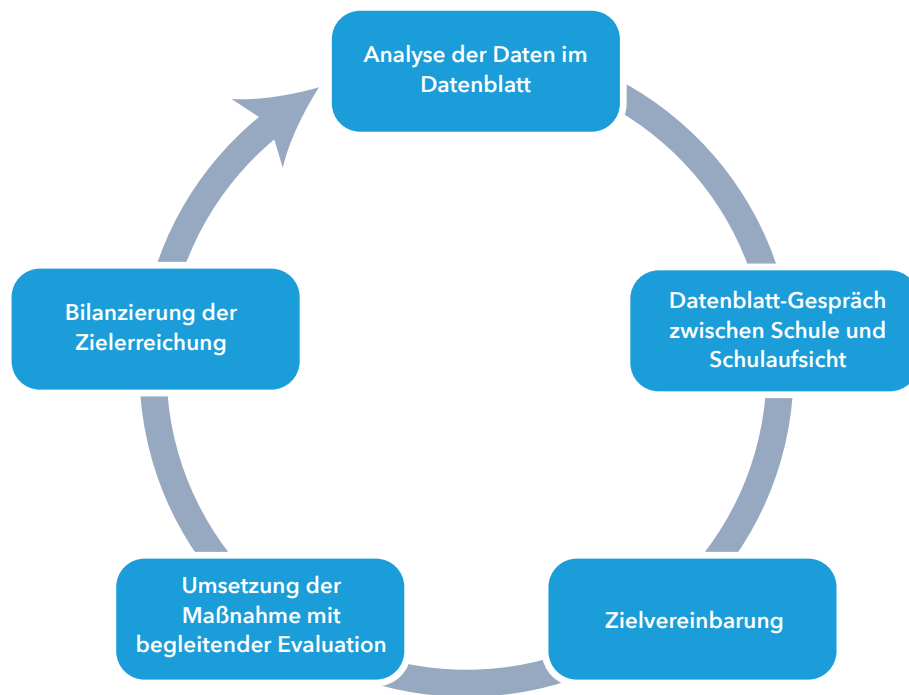 Analyse der Daten im
Datenblatt
Datenblatt-Gespräch
zwischen Schule und
Schulaufsicht
Zielvereinbarung
Umsetzung der
Maßnahme mit
begleitender Evaluation
Bilanzierung der
Zielerreichung